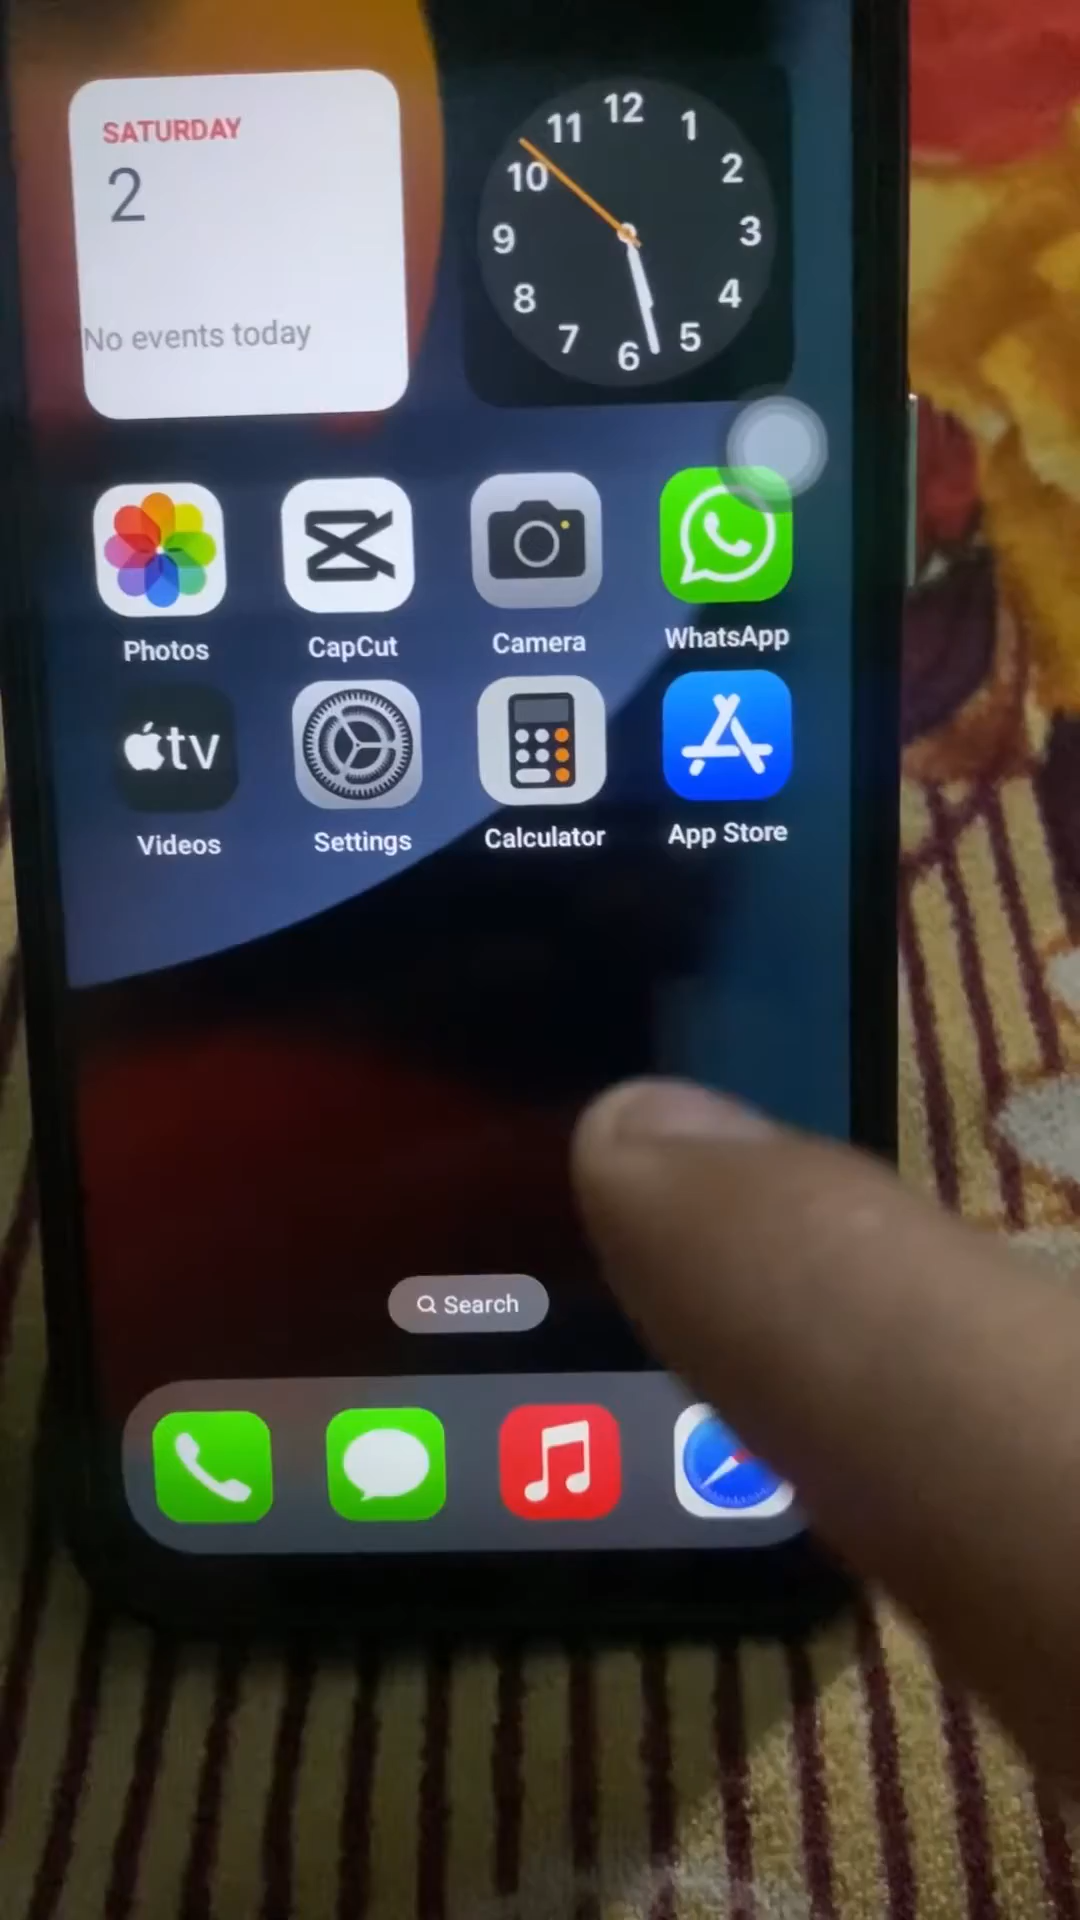 SATURDAY
2
No events today
12
1
2
3
4
5
6
7
8
9
10
11
Photos
CapCut
Camera
WhatsApp
tv
Videos
Settings
Calculator
App Store
Search